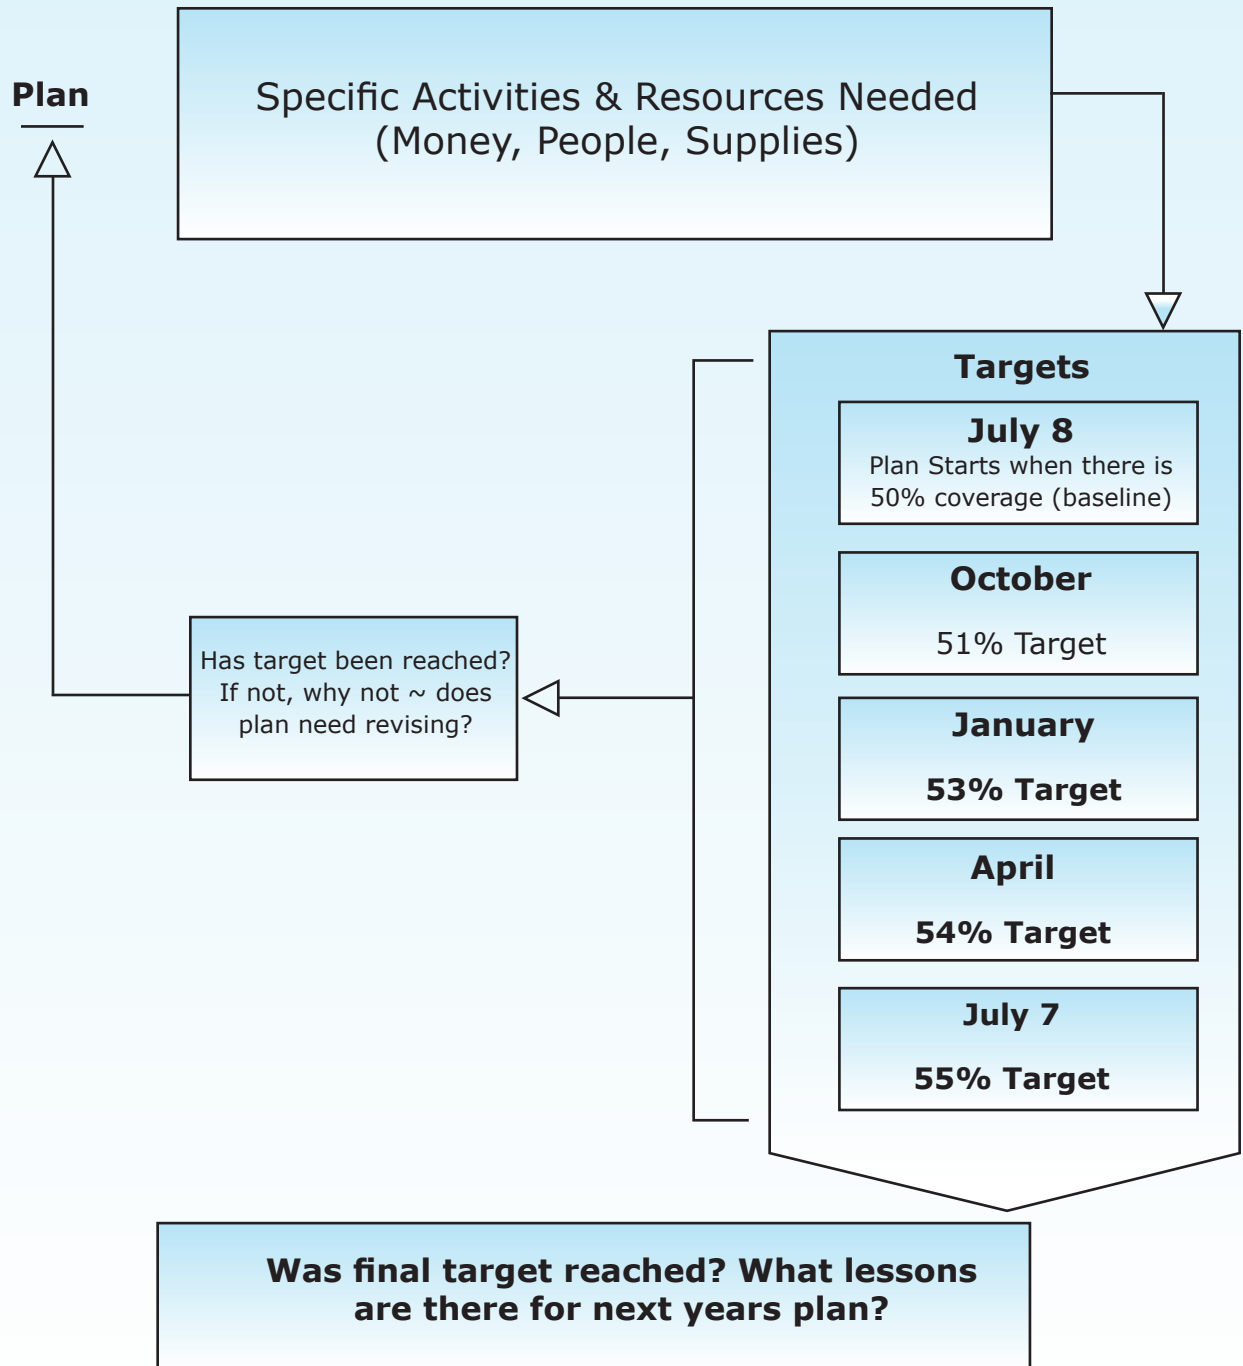 Plan
Specific Activities & Resources Needed
(Money, People, Supplies)
Targets
July 8
Plan Starts when there is
50% coverage (baseline)
October
51% Target
January
53% Target
April
54% Target
July 7
55% Target
Has target been reached?
If not, why not ~ does
plan need revising?
Was final target reached? What lessons
are there for next years plan?